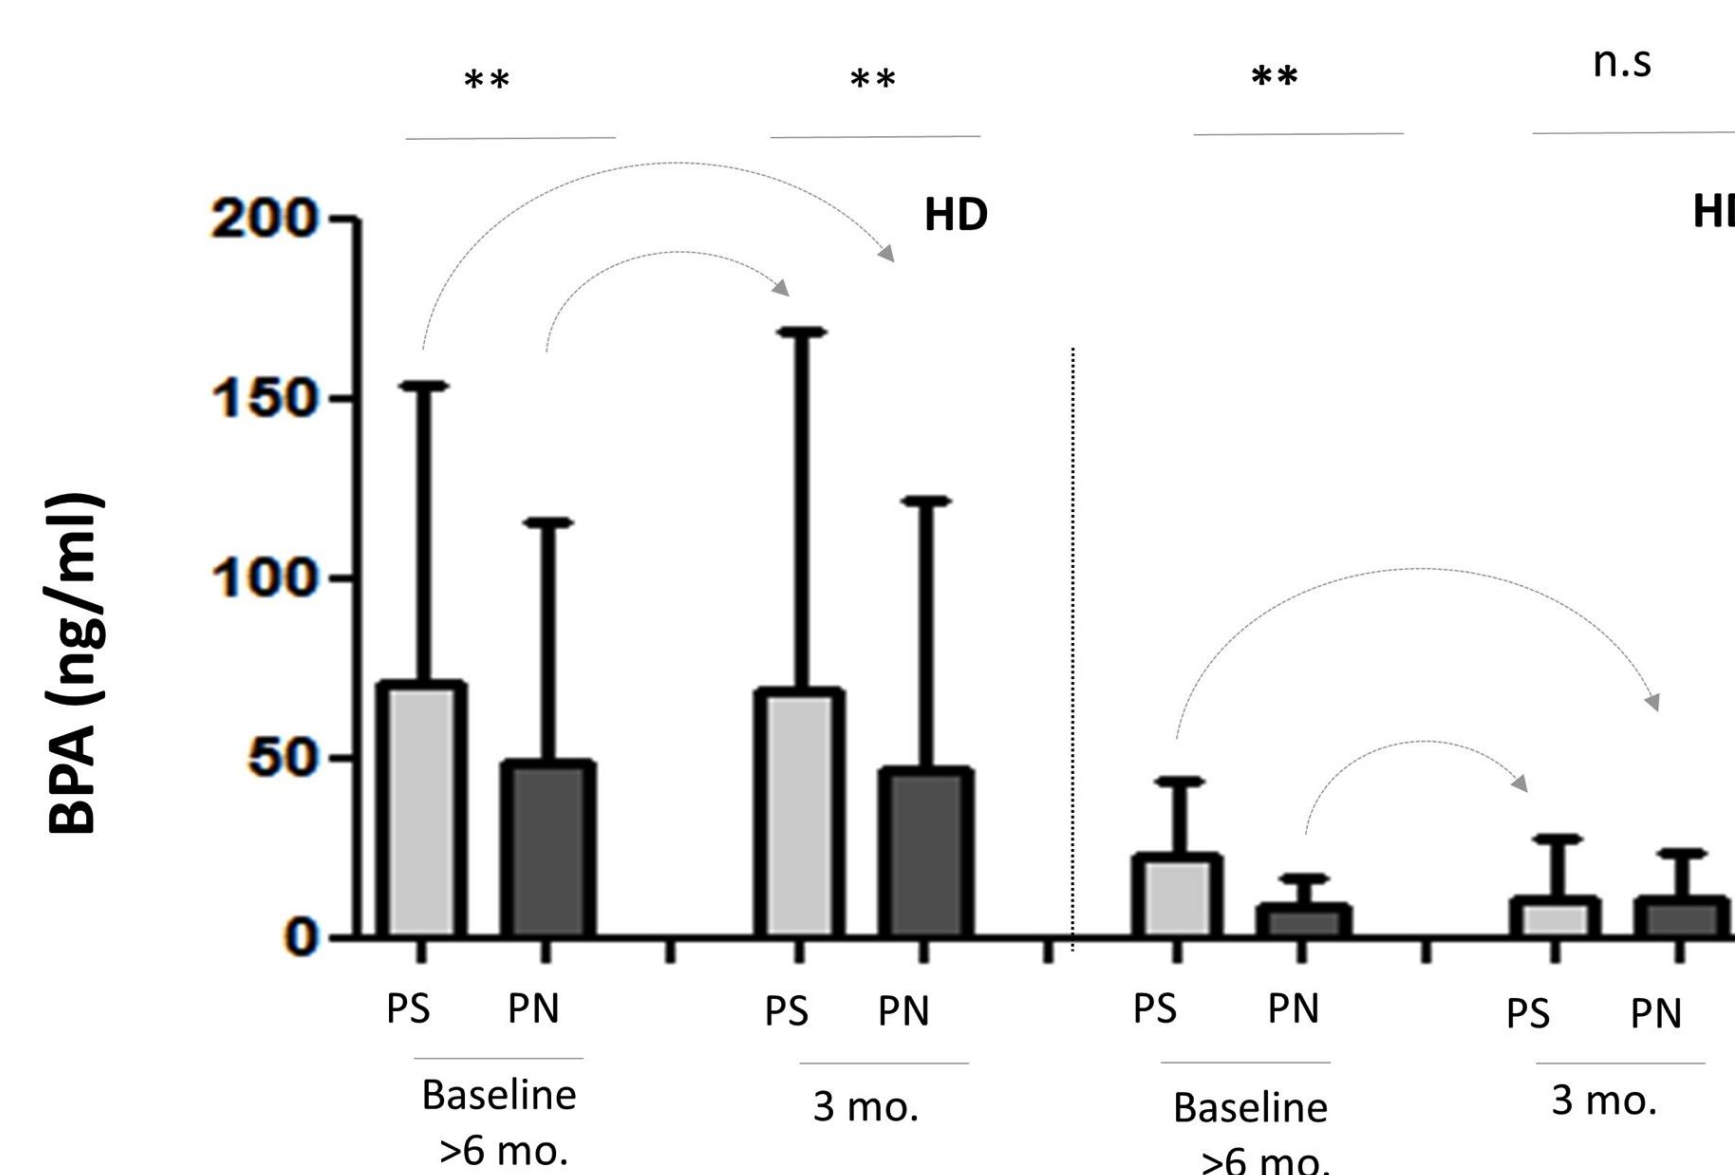 ** ** ** n.s
HD
200
150
100
50
0
BPA (ng/ml)
PS PN PS PN PS PN PS PN
Baseline
>6 mo.
3 mo.
Baseline
>6 mo.
3 mo.